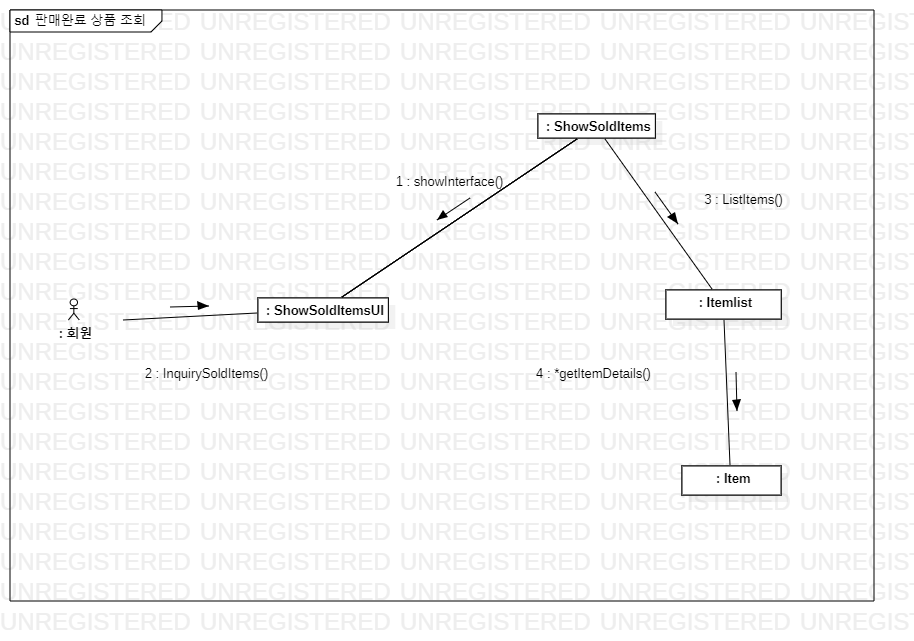 sd 판매완료 상품 조회
: ShowSoldItems
1 : showInterface()
3 : ListItems()
: Itemlist
: ShowSoldItemsUI
: 회원
2 : InquirySoldItems()
4 : *getItemDetails()
: Item
UNREGISTERED UNREGISTERED UNREGISTERED UNREGISTERED UNREGISTERED